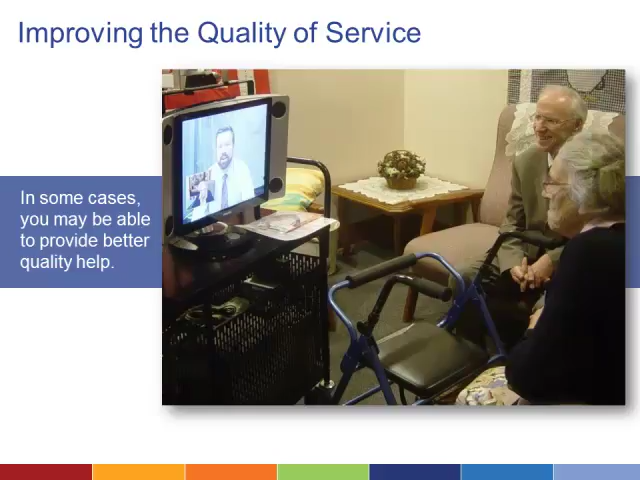 Improving the Quality of Service
In some cases,
you may be able
to provide better
quality help.